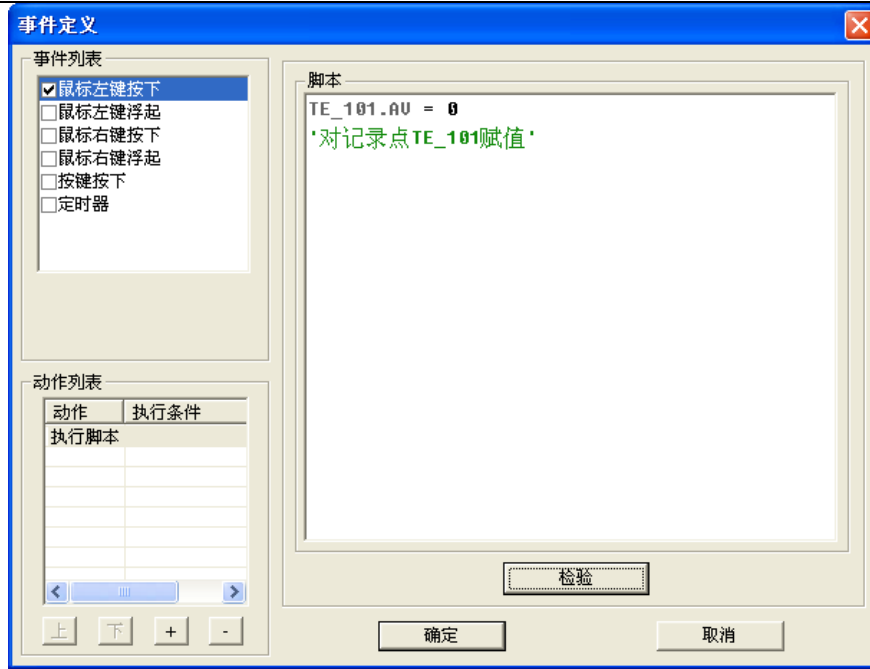 事件定义
事件列表
鼠标左键按下
鼠标左键浮起
鼠标右键按下
鼠标右键浮起
按键按下
定时器
脚本
TE_101.AV = 0
'对记录点TE_101赋值'
动作列表
动作 执行条件
执行脚本
上 下 + -
检验
确定 取消